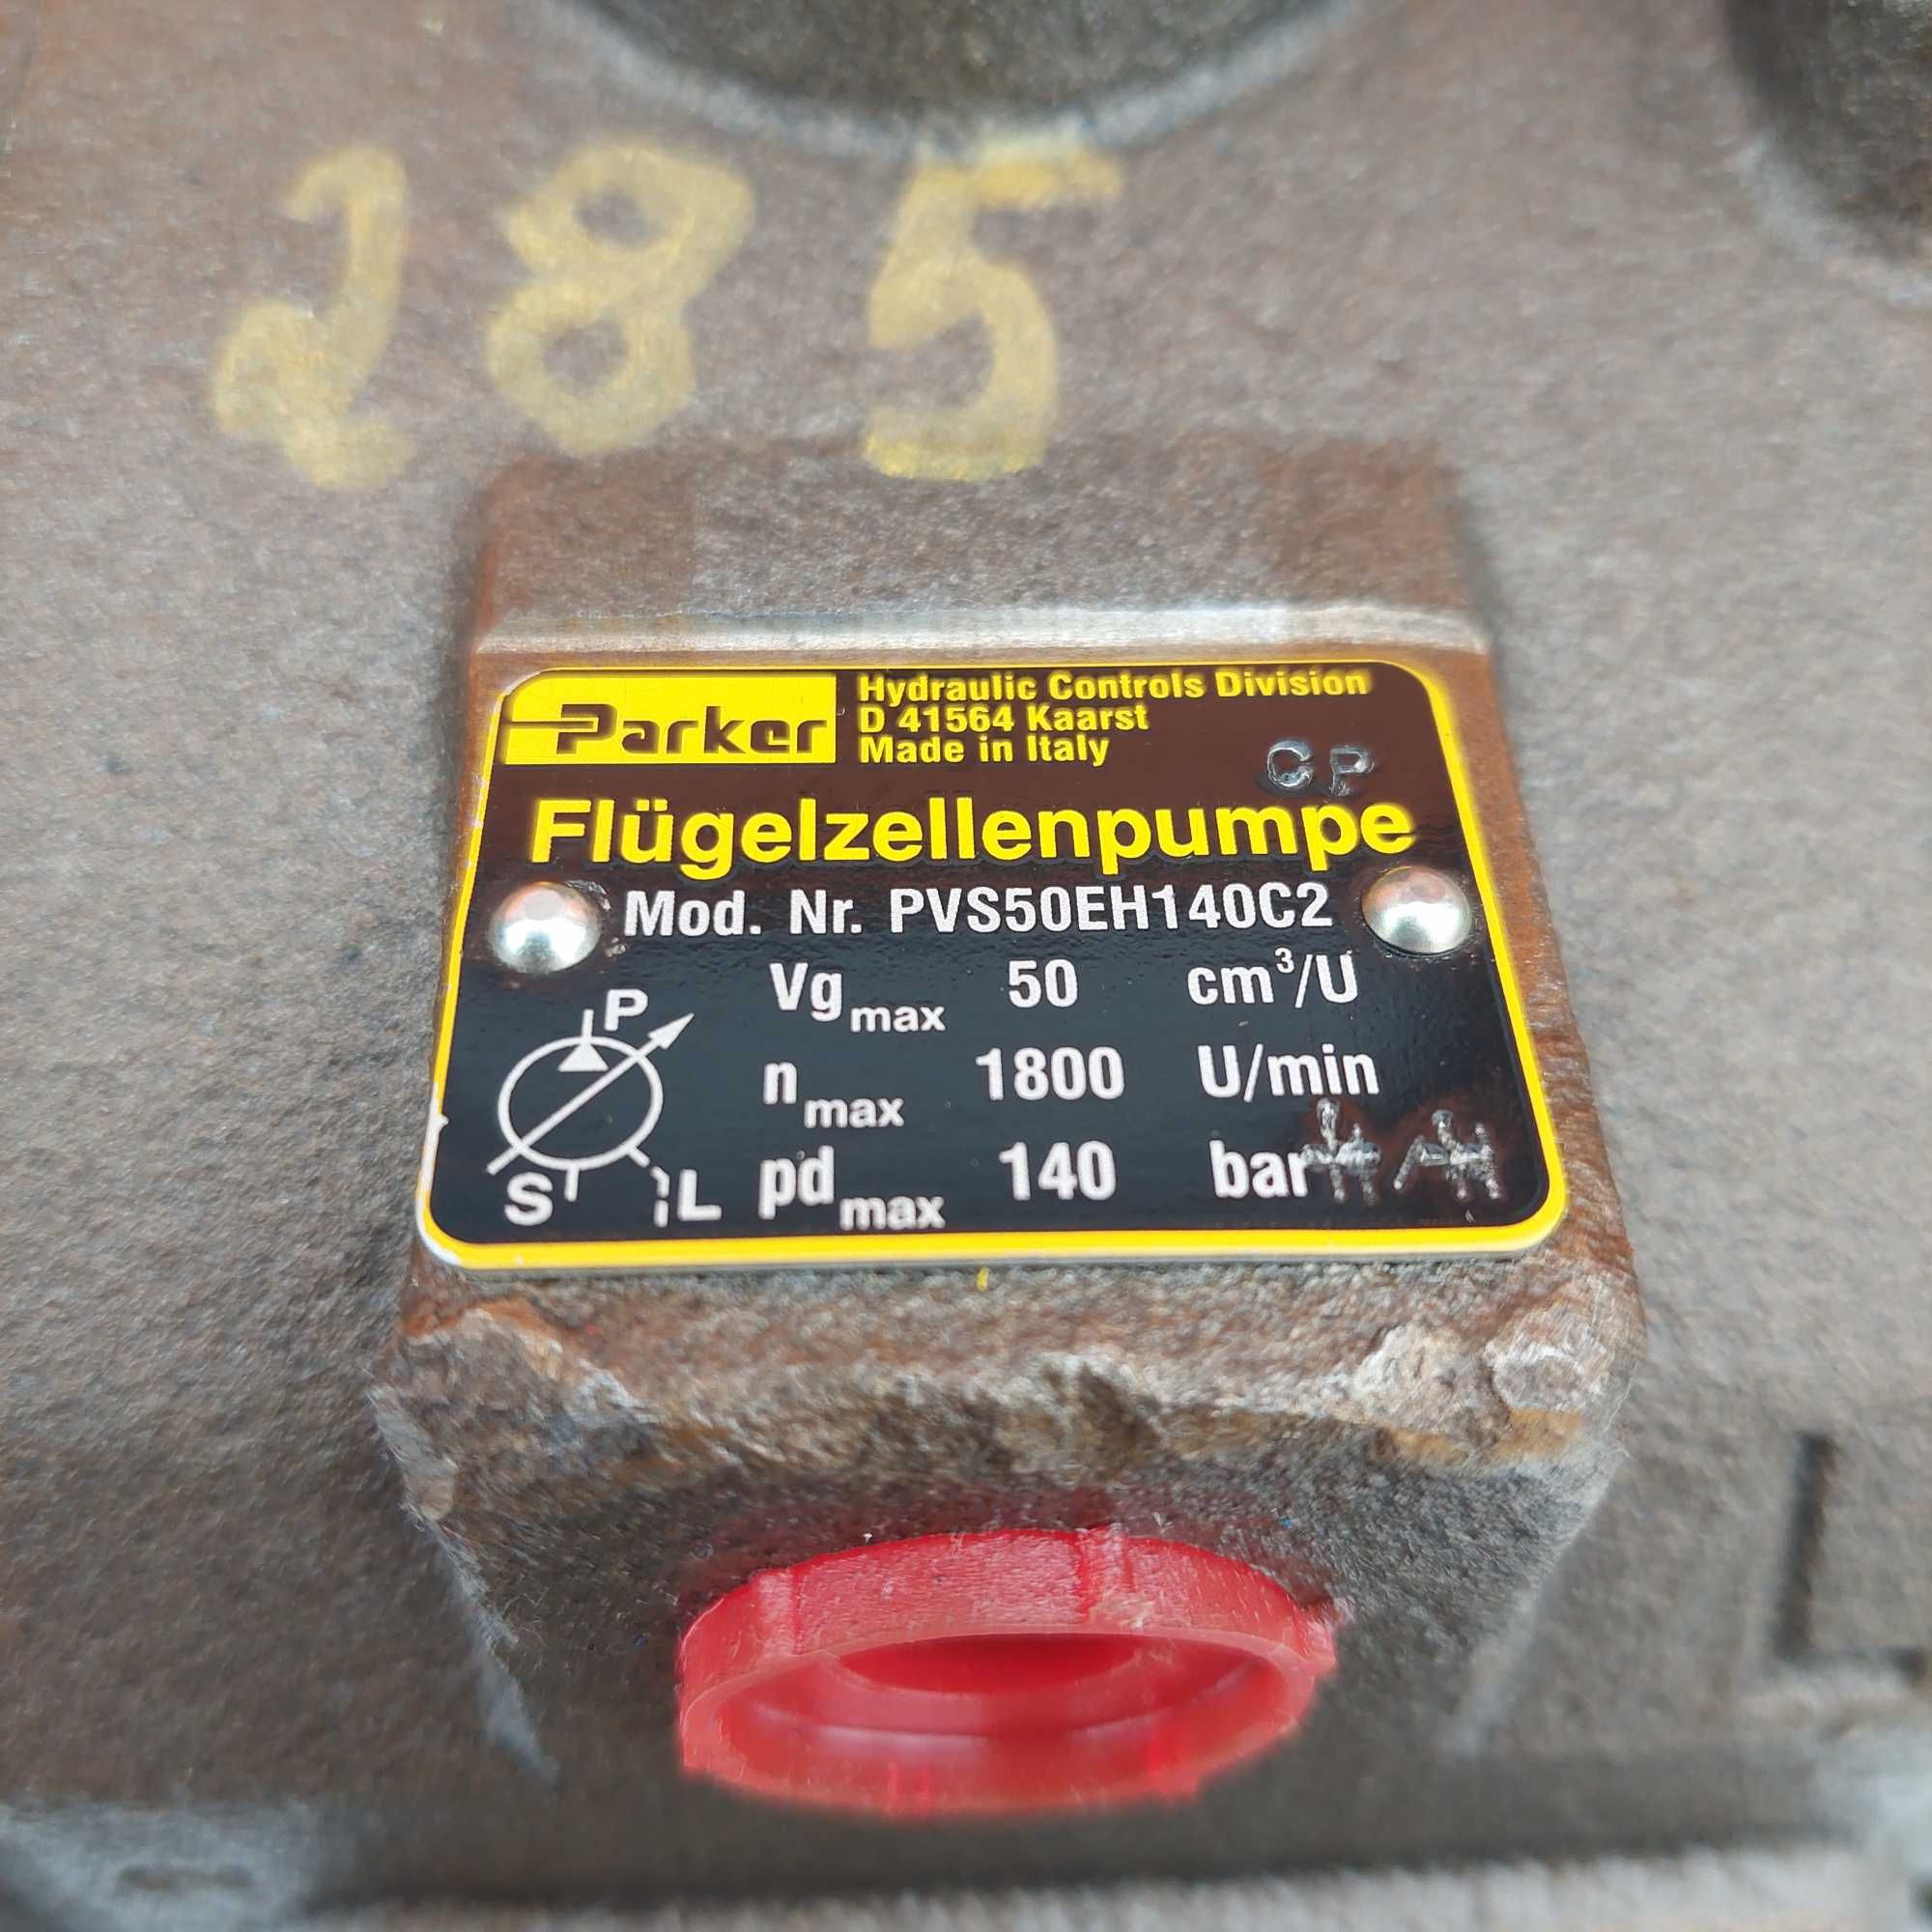 285
Parker
Hydraulic Controls Division
D 41564 Kaarst
Made in Italy
CP
Flügelzellenpumpe
Mod. Nr. PVS50EH140C2
Vg max 50 cm³/U
n max 1800 U/min
pd max 140 bar
P
S
L
L